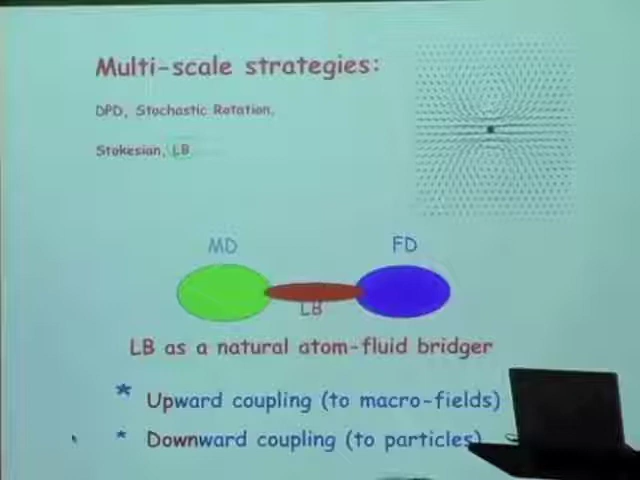 Multi-scale strategies:
DPD, Stochastic Rotation,
Stokesian, LB
MD FD
LB
LB as a natural atom-fluid bridger
* Upward coupling (to macro-fields)
* Downward coupling (to particles)